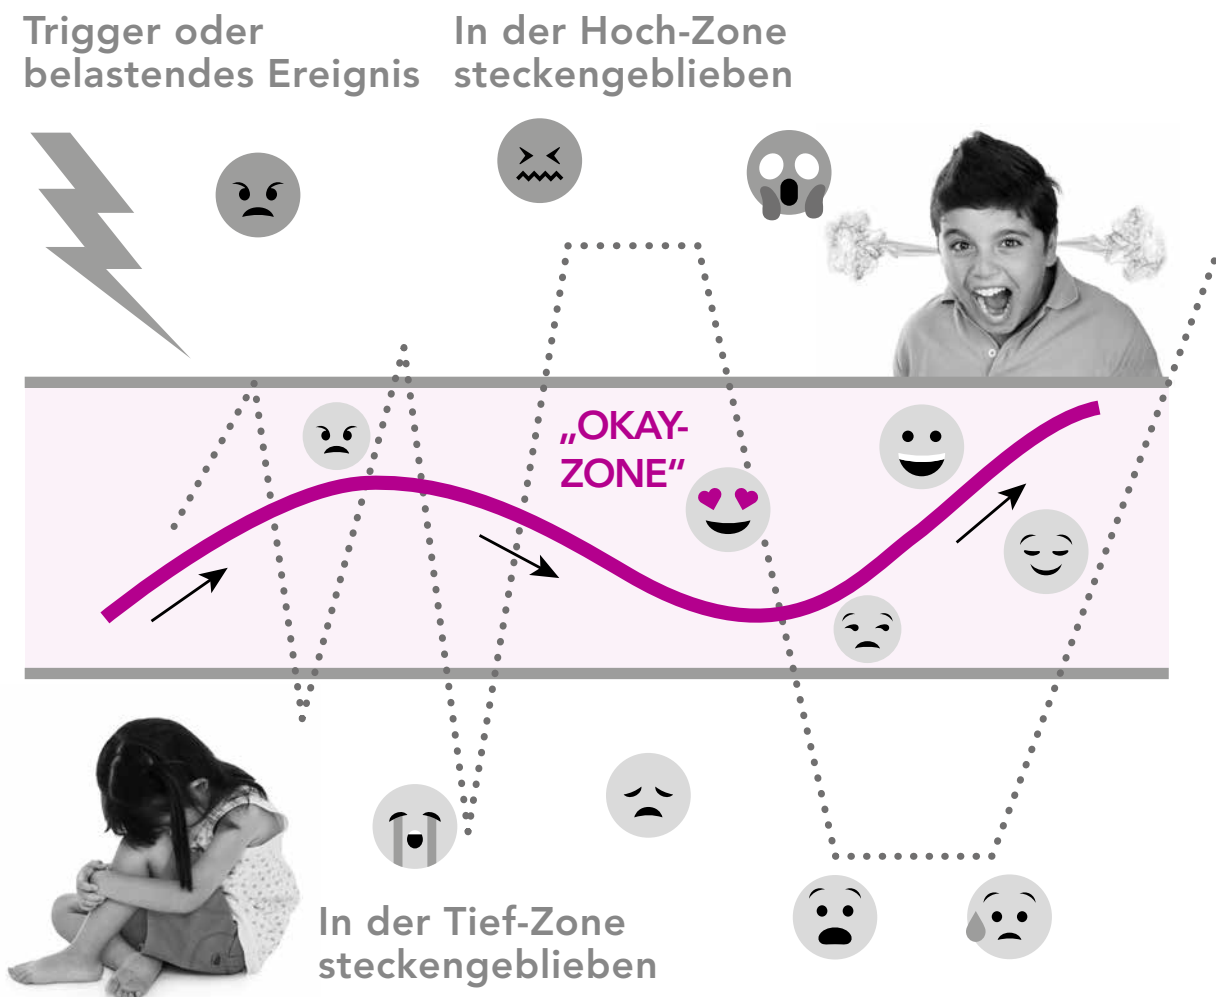 Trigger oder
belastendes Ereignis
In der Hoch-Zone
steckengeblieben
„OKAY-
ZONE“
In der Tief-Zone
steckengeblieben